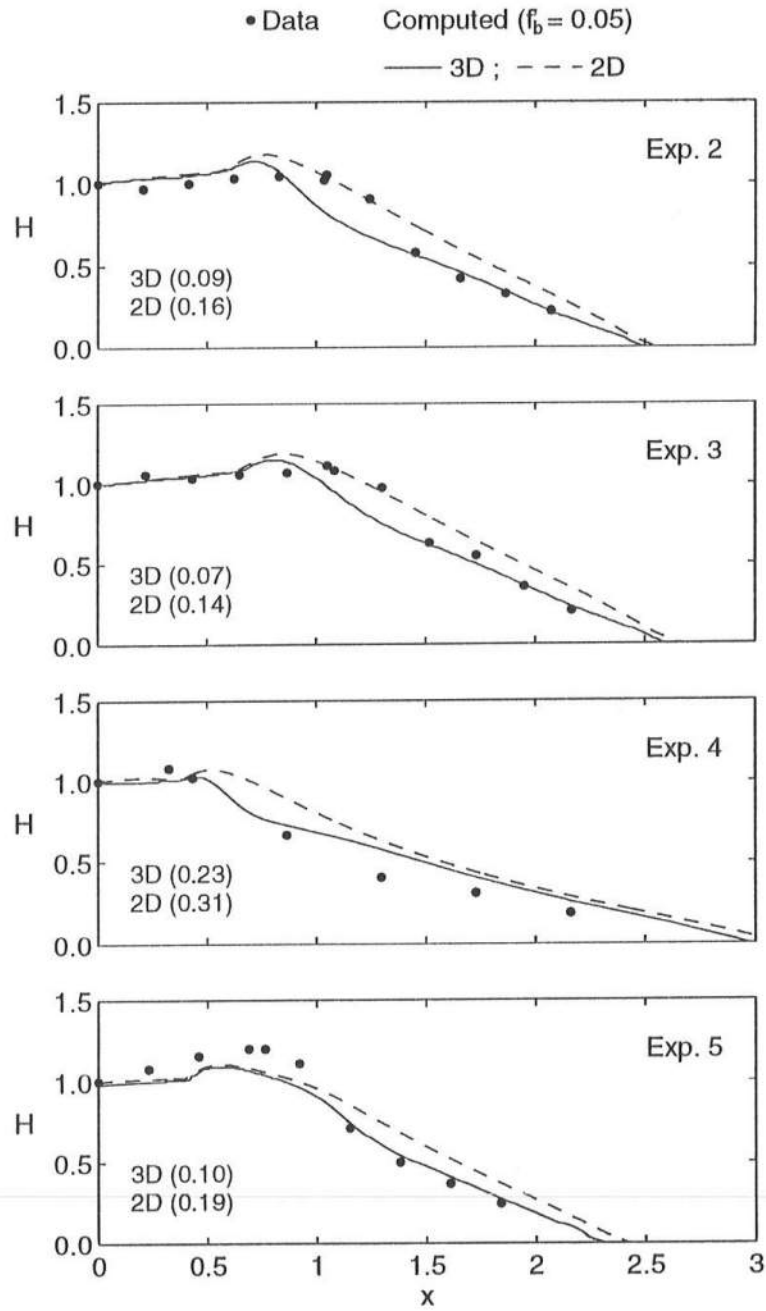 • Data Computed (f'b = 0.05)
— 3D ; – – – 2D
1.5
Exp. 2
1.0
H
0.5
3D (0.09)
2D (0.16)
0.0
1.5
Exp. 3
1.0
H
0.5
3D (0.07)
2D (0.14)
0.0
1.5
Exp. 4
1.0
H
0.5
3D (0.23)
2D (0.31)
0.0
1.5
Exp. 5
1.0
H
0.5
3D (0.10)
2D (0.19)
0.0
0 0.5 1 1.5 2 2.5 3
x